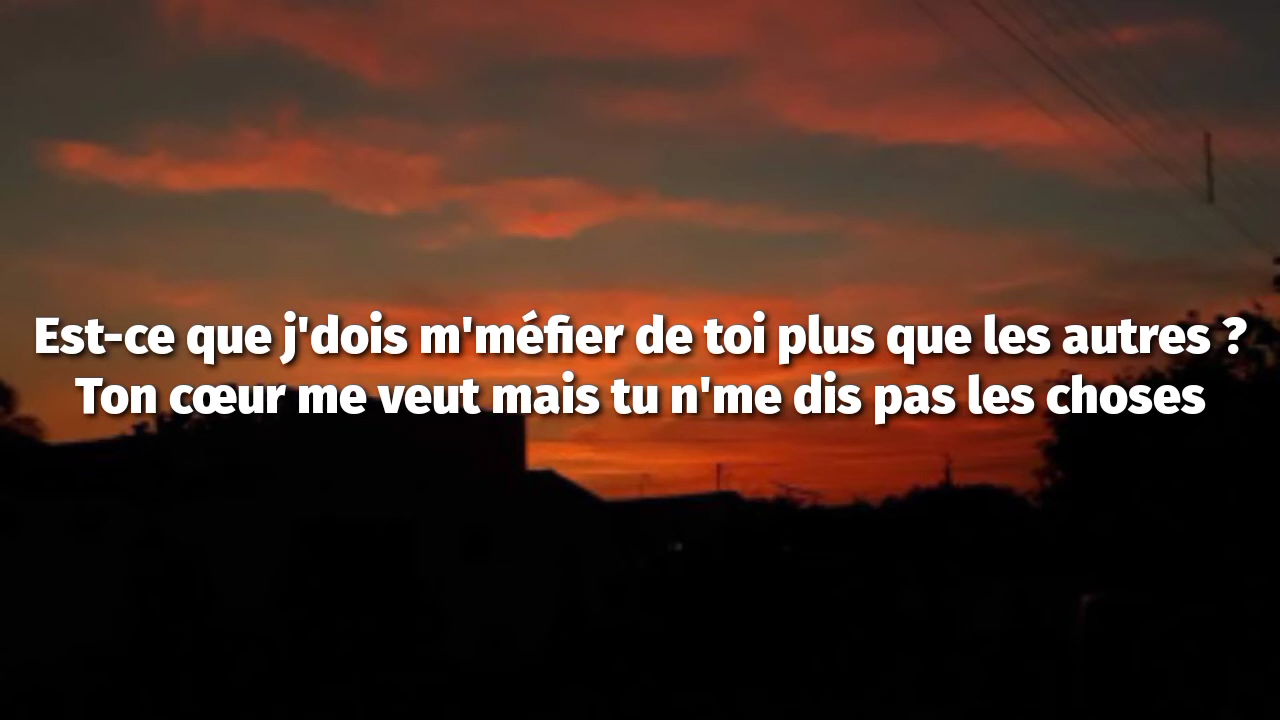 Est-ce que j'dois m'méfier de toi plus que les autres ?
Ton cœur me veut mais tu n'me dis pas les choses